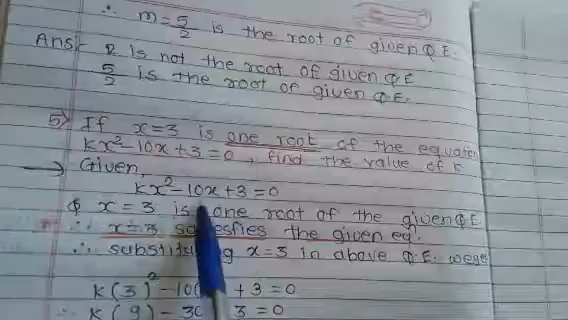 ∴ m = 5/2 is the root of given Q.E.
Ans:- 2 is not the root of given Q E
5/2 is the root of given Q.E.
5) If x=3 is one root of the equation
kx²-10x+3=0, find the value of k
→ Given,
kx²-10x+3=0
& x=3 is one root of the given Q.E
∴ x=3 satesfies the given eq.
∴ substitu g x=3 in above Q.E. we get
k(3)²-10( +3=0
∴ k(9)-30 3=0